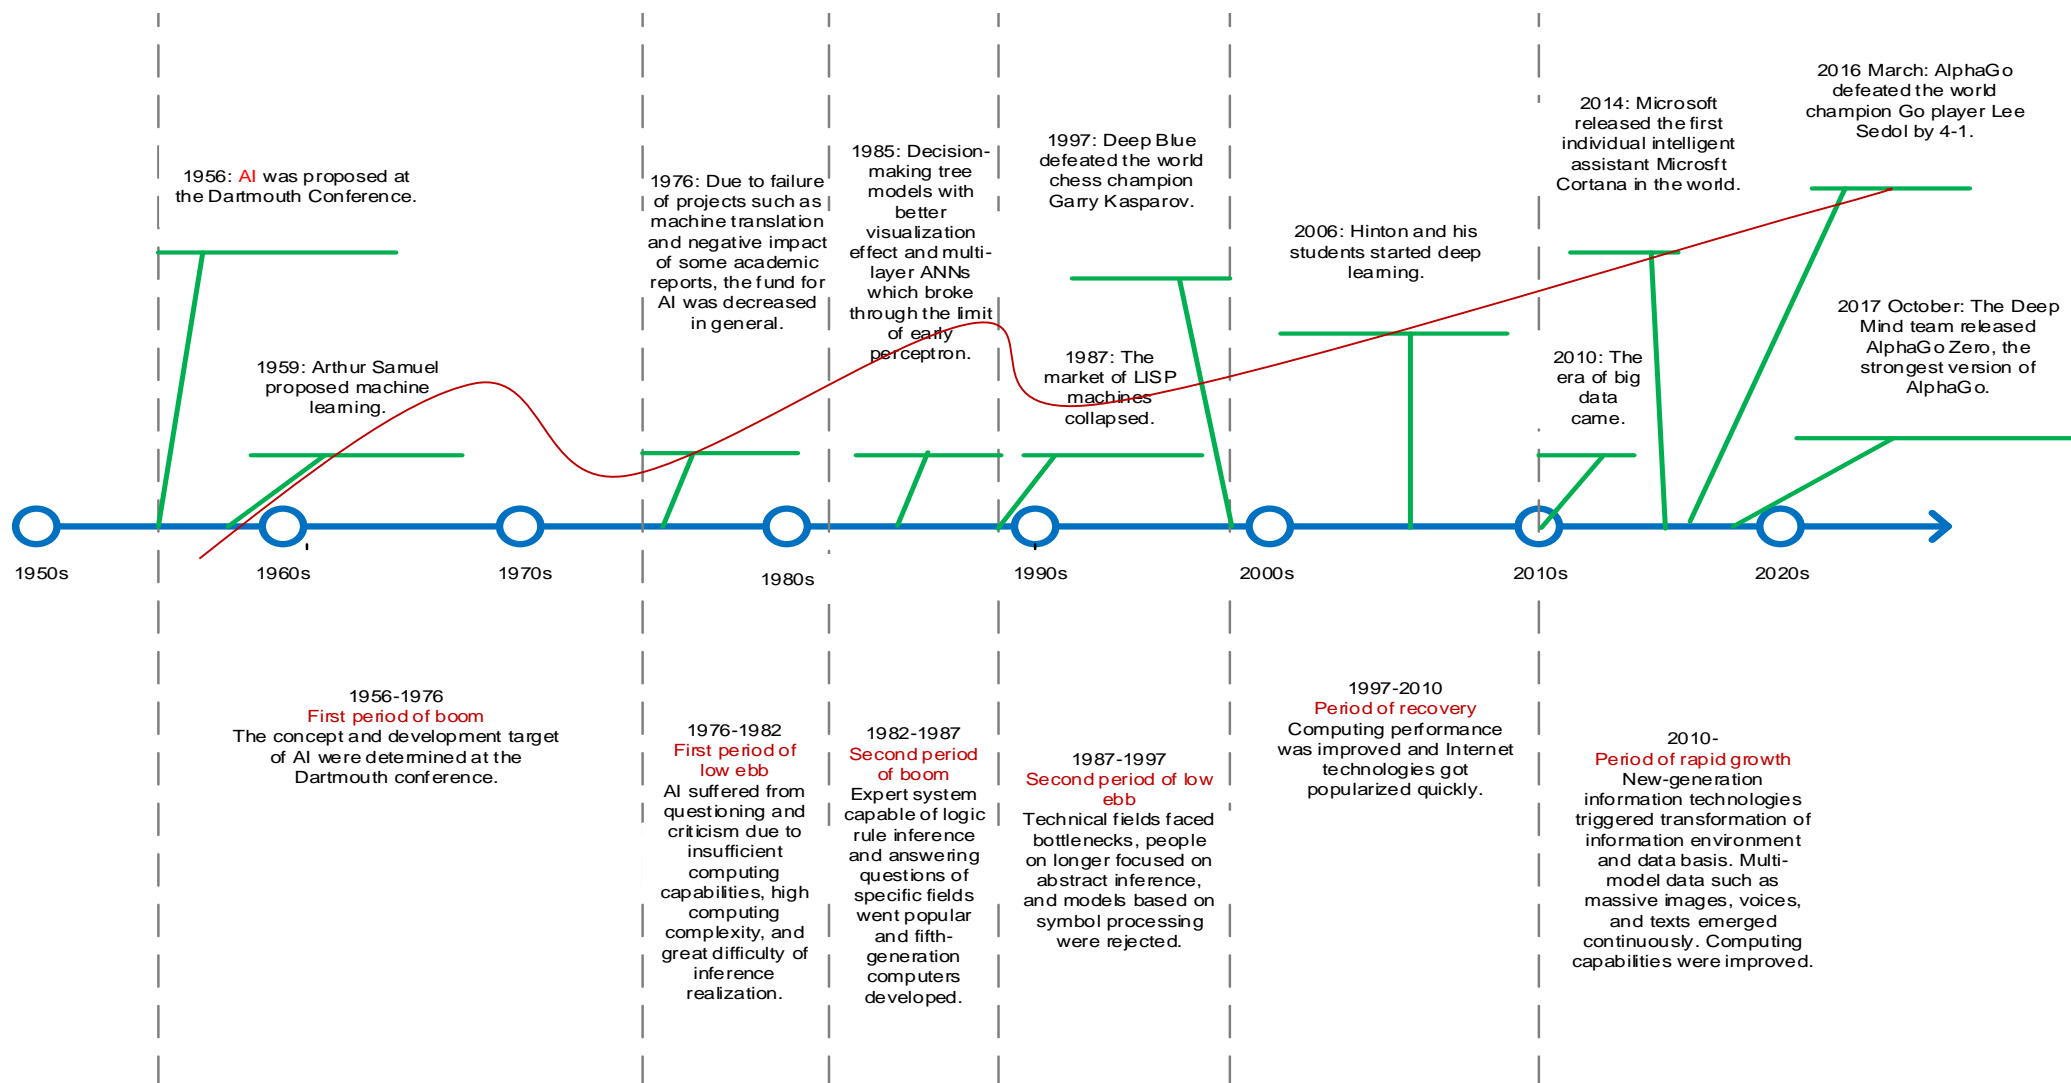 1956: AI was proposed at
the Dartmouth Conference.
1959: Arthur Samuel
proposed machine
learning.
1976: Due to failure
of projects such as
machine translation
and negative impact
of some academic
reports, the fund for
AI was decreased
in general.
1985: Decision-
making tree
models with
better
visualization
effect and multi-
layer ANNs
which broke
through the limit
of early
perceptron.
1997: Deep Blue
defeated the world
chess champion
Garry Kasparov.
1987: The
market of LISP
machines
collapsed.
2006: Hinton and his
students started deep
learning.
2014: Microsoft
released the first
individual intelligent
assistant Microsft
Cortana in the world.
2010: The
era of big
data
came.
2016 March: AlphaGo
defeated the world
champion Go player Lee
Sedol by 4-1.
2017 October: The Deep
Mind team released
AlphaGo Zero, the
strongest version of
AlphaGo.
1950s
1960s
1970s
1980s
1990s
2000s
2010s
2020s
1956-1976
First period of boom
The concept and development target
of AI were determined at the
Dartmouth conference.
1976-1982
First period of
low ebb
AI suffered from
questioning and
criticism due to
insufficient
computing
capabilities, high
computing
complexity, and
great difficulty of
inference
realization.
1982-1987
Second period
of boom
Expert system
capable of logic
rule inference
and answering
questions of
specific fields
went popular
and fifth-
generation
computers
developed.
1987-1997
Second period of low
ebb
Technical fields faced
bottlenecks, people
on longer focused on
abstract inference,
and models based on
symbol processing
were rejected.
1997-2010
Period of recovery
Computing performance
was improved and Internet
technologies got
popularized quickly.
2010-
Period of rapid growth
New-generation
information technologies
triggered transformation of
information environment
and data basis. Multi-
model data such as
massive images, voices,
and texts emerged
continuously. Computing
capabilities were improved.